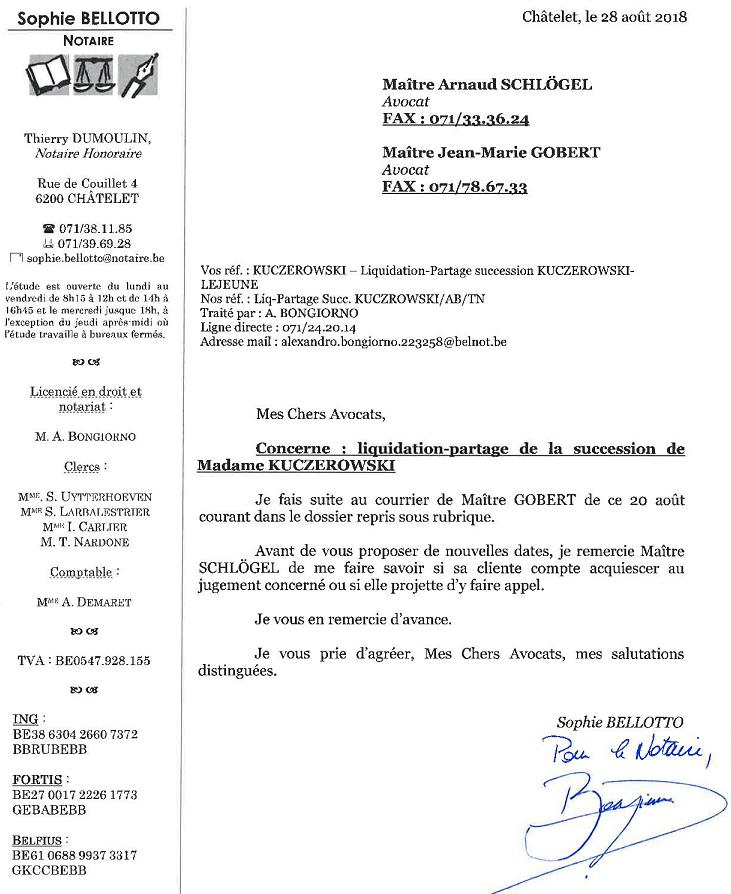 Sophie BELLOTTO
NOTAIRE
Thierry DUMOULIN,
Notaire Honoraire
Rue de Couillet 4
6200 CHÂTELET
071/38.11.85
071/39.69.28
sophie.bellotto@notaire.be
L'étude est ouverte du lundi au
vendredi de 8h15 à 12h et de 14h à
16h45 et le mercredi jusque 18h, à
l'exception du jeudi après-midi où
l'étude travaille à bureaux fermés.
Licencié en droit et
notariat :
M. A. BONGIORNO
Clercs :
MME. S. UYTTERHOEVEN
MME S. LARBALESTRIER
MME I. CARLIER
M. T. NARDONE
Comptable :
MME A. DEMARET
TVA : BE0547.928.155
ING :
BE38 6304 2660 7372
BBRUBEBB
FORTIS :
BE27 0017 2226 1773
GEBABEBB
BELFIUS :
BE61 0688 9937 3317
GKCCBEBB
Châtelet, le 28 août 2018
Maître Arnaud SCHLÖGEL
Avocat
FAX : 071/33.36.24
Maître Jean-Marie GOBERT
Avocat
FAX : 071/78.67.33
Vos réf. : KUCZEROWSKI – Liquidation-Partage succession KUCZEROWSKI-
LEJEUNE
Nos réf. : Liq-Partage Succ. KUCZROWSKI/AB/TN
Traité par : A. BONGIORNO
Ligne directe : 071/24.20.14
Adresse mail : alexandro.bongiorno.223258@belnot.be
Mes Chers Avocats,
Concerne : liquidation-partage de la succession de
Madame KUCZEROWSKI
Je fais suite au courrier de Maître GOBERT de ce 20 août
courant dans le dossier repris sous rubrique.
Avant de vous proposer de nouvelles dates, je remercie Maître
SCHLÖGEL de me faire savoir si sa cliente compte acquiescer au
jugement concerné ou si elle projette d'y faire appel.
Je vous en remercie d'avance.
Je vous prie d'agréer, Mes Chers Avocats, mes salutations
distinguées.
Sophie BELLOTTO
Pour le Notaire,